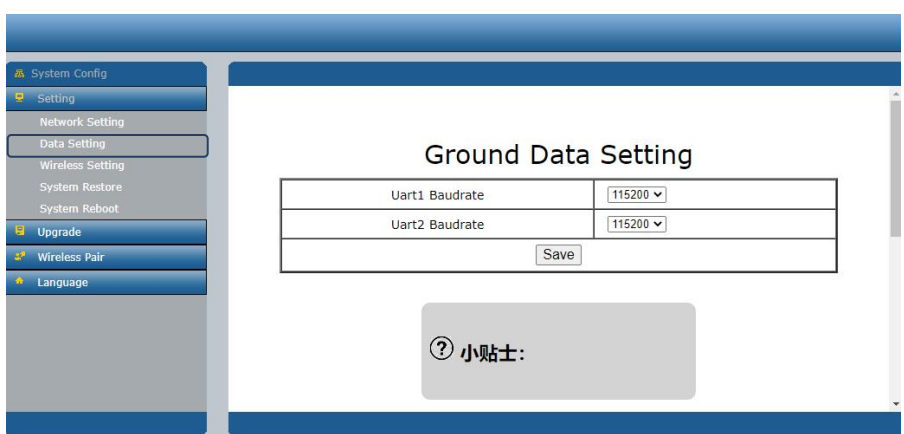 System Config
Setting
Network Setting
Data Setting
Wireless Setting
System Restore
System Reboot
Upgrade
Wireless Pair
Language
Ground Data Setting
Uart1 Baudrate 115200
Uart2 Baudrate 115200
Save
? 小贴士: